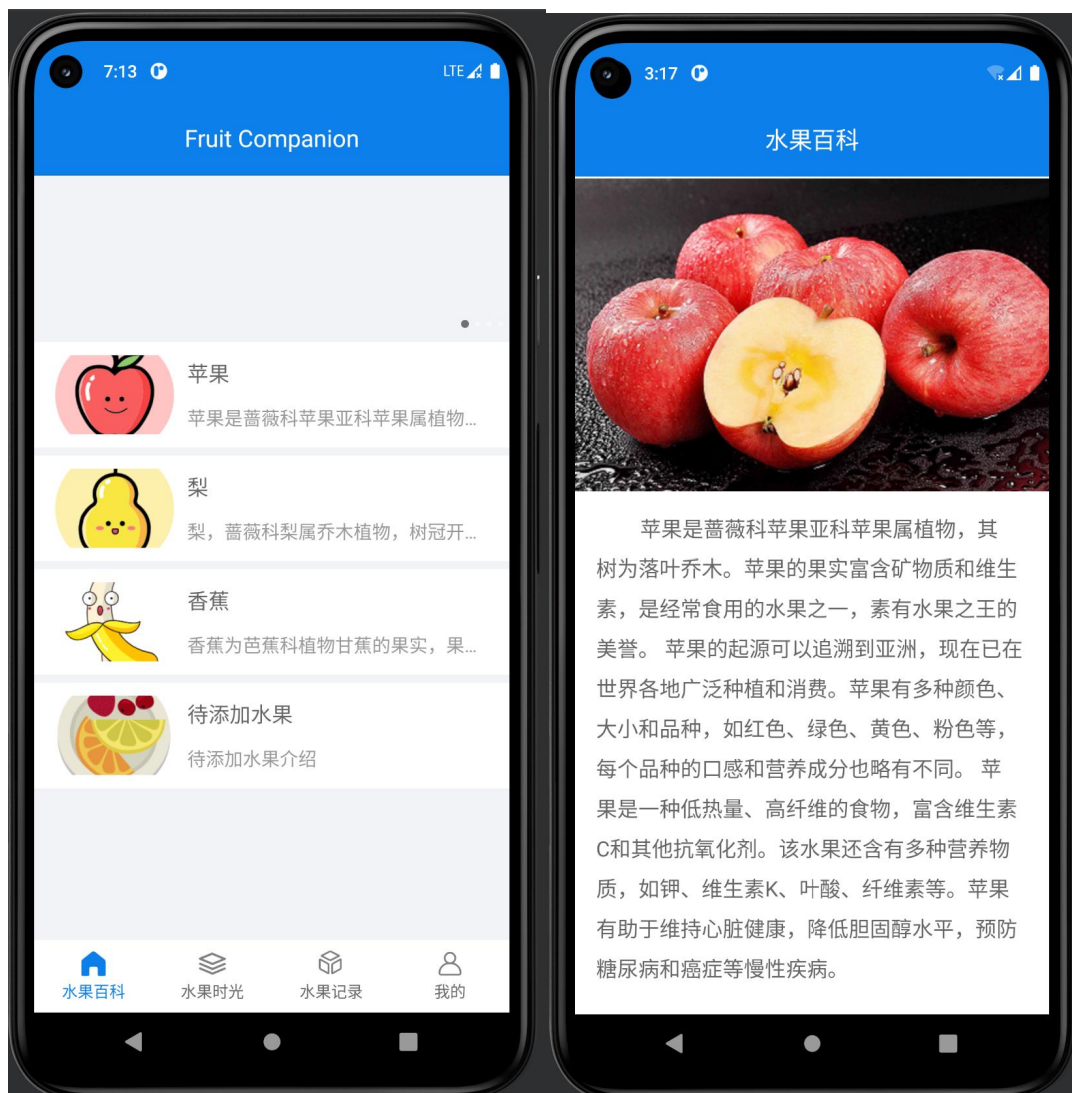 7:13
LTE
Fruit Companion
苹果
苹果是蔷薇科苹果亚科苹果属植物...
梨
梨，蔷薇科梨属乔木植物，树冠开...
香蕉
香蕉为芭蕉科植物甘蕉的果实，果...
待添加水果
待添加水果介绍
水果百科
水果时光
水果记录
我的
3:17
水果百科
苹果是蔷薇科苹果亚科苹果属植物，其
树为落叶乔木。苹果的果实富含矿物质和维生
素，是经常食用的水果之一，素有水果之王的
美誉。 苹果的起源可以追溯到亚洲，现在已在
世界各地广泛种植和消费。苹果有多种颜色、
大小和品种，如红色、绿色、黄色、粉色等，
每个品种的口感和营养成分也略有不同。 苹
果是一种低热量、高纤维的食物，富含维生素
C和其他抗氧化剂。该水果还含有多种营养物
质，如钾、维生素K、叶酸、纤维素等。苹果
有助于维持心脏健康，降低胆固醇水平，预防
糖尿病和癌症等慢性疾病。